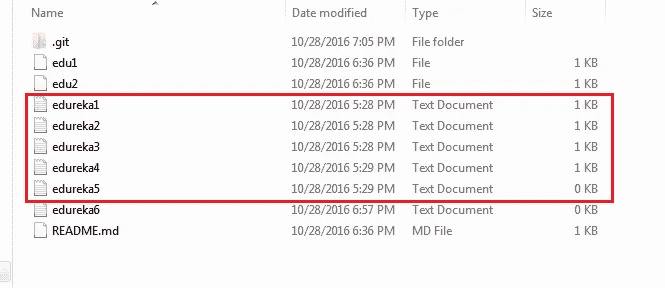 Name Date modified Type Size
.git 10/28/2016 7:05 PM File folder
edu1 10/28/2016 6:36 PM File 1 KB
edu2 10/28/2016 6:36 PM File 1 KB
edureka1 10/28/2016 5:28 PM Text Document 1 KB
edureka2 10/28/2016 5:28 PM Text Document 1 KB
edureka3 10/28/2016 5:28 PM Text Document 1 KB
edureka4 10/28/2016 5:29 PM Text Document 1 KB
edureka5 10/28/2016 5:29 PM Text Document 0 KB
edureka6 10/28/2016 6:57 PM Text Document 0 KB
README.md 10/28/2016 6:36 PM MD File 1 KB